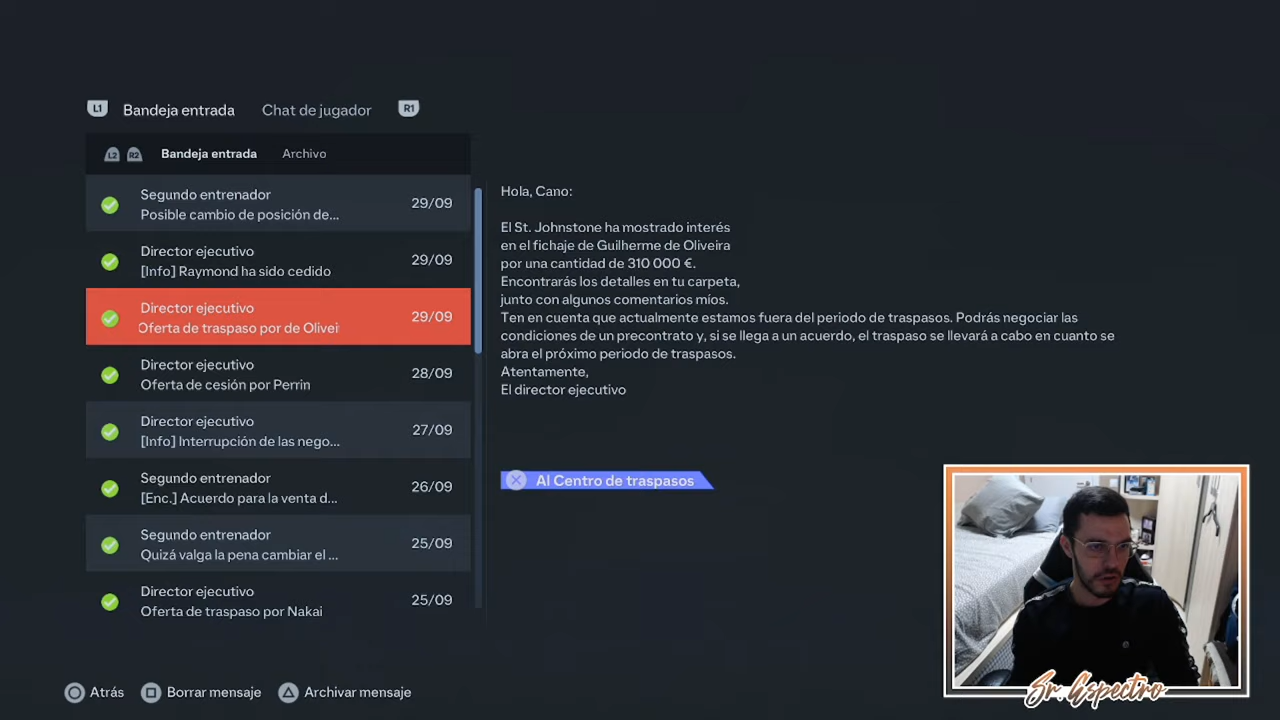 L1 Bandeja entrada Chat de jugador R1
L2 R2 Bandeja entrada Archivo
Segundo entrenador
Posible cambio de posición de...
29/09
Director ejecutivo
[Info] Raymond ha sido cedido
29/09
Director ejecutivo
Oferta de traspaso por de Olivei
29/09
Director ejecutivo
Oferta de cesión por Perrin
28/09
Director ejecutivo
[Info] Interrupción de las nego...
27/09
Segundo entrenador
[Enc.] Acuerdo para la venta d...
26/09
Segundo entrenador
Quizá valga la pena cambiar el ...
25/09
Director ejecutivo
Oferta de traspaso por Nakai
25/09
Hola, Cano:
El St. Johnstone ha mostrado interés
en el fichaje de Guilherme de Oliveira
por una cantidad de 310 000 €.
Encontrarás los detalles en tu carpeta,
junto con algunos comentarios míos.
Ten en cuenta que actualmente estamos fuera del periodo de traspasos. Podrás negociar las
condiciones de un precontrato y, si se llega a un acuerdo, el traspaso se llevará a cabo en cuanto se
abra el próximo periodo de traspasos.
Atentamente,
El director ejecutivo
Al Centro de traspasos
Sr. Aspectro
Atrás Borrar mensaje Archivar mensaje